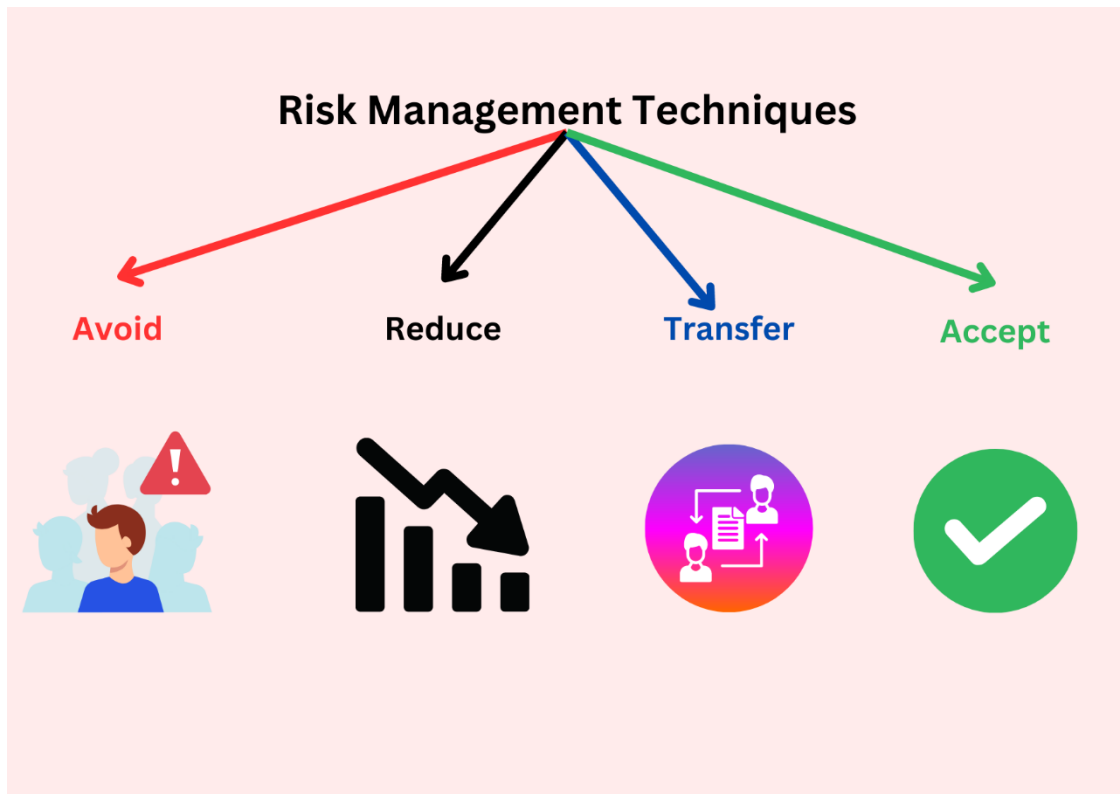 Risk Management Techniques
Avoid
Reduce
Transfer
Accept